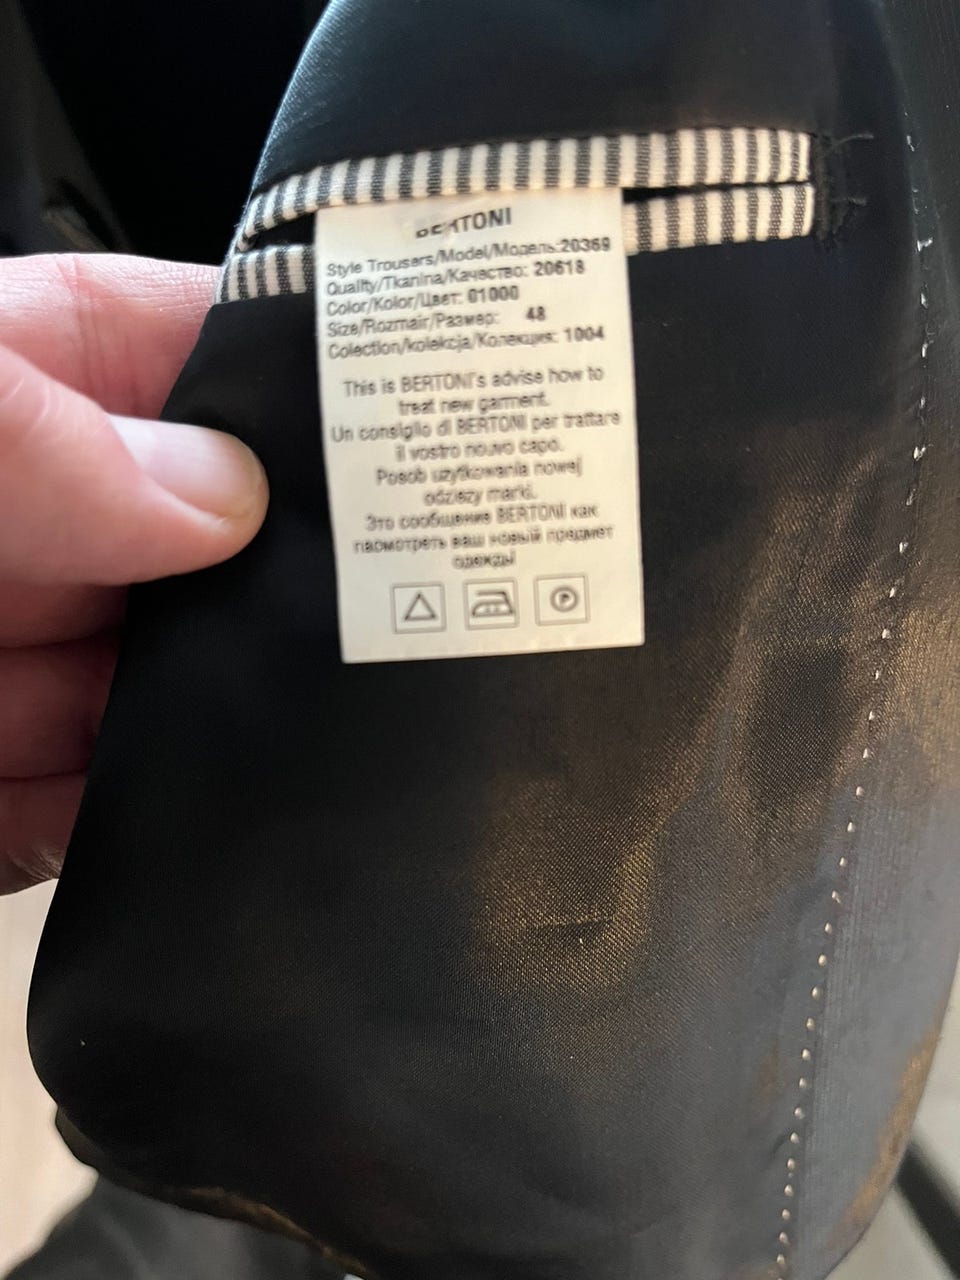 BERTONI
Style Trousers/Model/Модель:20369
Quality/Tkanina/Качество: 20618
Color/Kolor/Цвет: 01000
Size/Rozmair/Размер: 48
Colection/kolekcja/Колекция: 1004
This is BERTONI's advise how to
treat new garment.
Un consiglio di BERTONI per trattare
il vostro nouvo capo.
Posob uzytkowania nowej
odziezy marki.
Это сообщение BERTONI как
пасмотреть ваш новый предмет
одежды
P